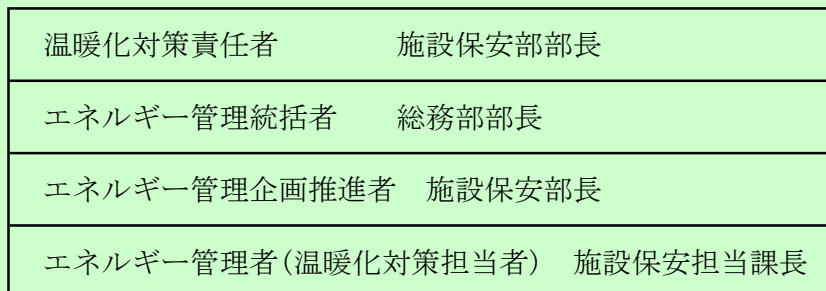 温暖化対策責任者　　　　施設保安部部長
エネルギー管理統括者　　総務部部長
エネルギー管理企画推進者　施設保安部長
エネルギー管理者(温暖化対策担当者)　施設保安担当課長